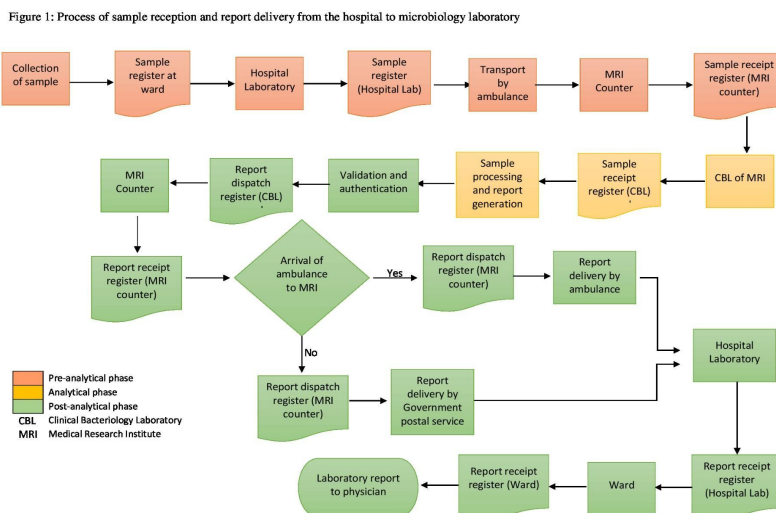 Figure 1: Process of sample reception and report delivery from the hospital to microbiology laboratory
Collection
of sample
Sample
register at
ward
Hospital
Laboratory
Sample
register
(Hospital Lab)
Transport
by
ambulance
MRI
Counter
Sample receipt
register (MRI
counter)
CBL of MRI
Sample
receipt
register (CBL)
Sample
processing
and report
generation
Validation and
authentication
Report
dispatch
register (CBL)
MRI
Counter
Report receipt
register (MRI
counter)
Arrival of
ambulance
to MRI
Yes
Report dispatch
register (MRI
counter)
Report
delivery by
ambulance
No
Report dispatch
register (MRI
counter)
Report
delivery by
Government
postal service
Hospital
Laboratory
Pre-analytical phase
Analytical phase
Post-analytical phase
CBL Clinical Bacteriology Laboratory
MRI Medical Research Institute
Report receipt
register
(Hospital Lab)
Ward
Report receipt
register (Ward)
Laboratory report
to physician